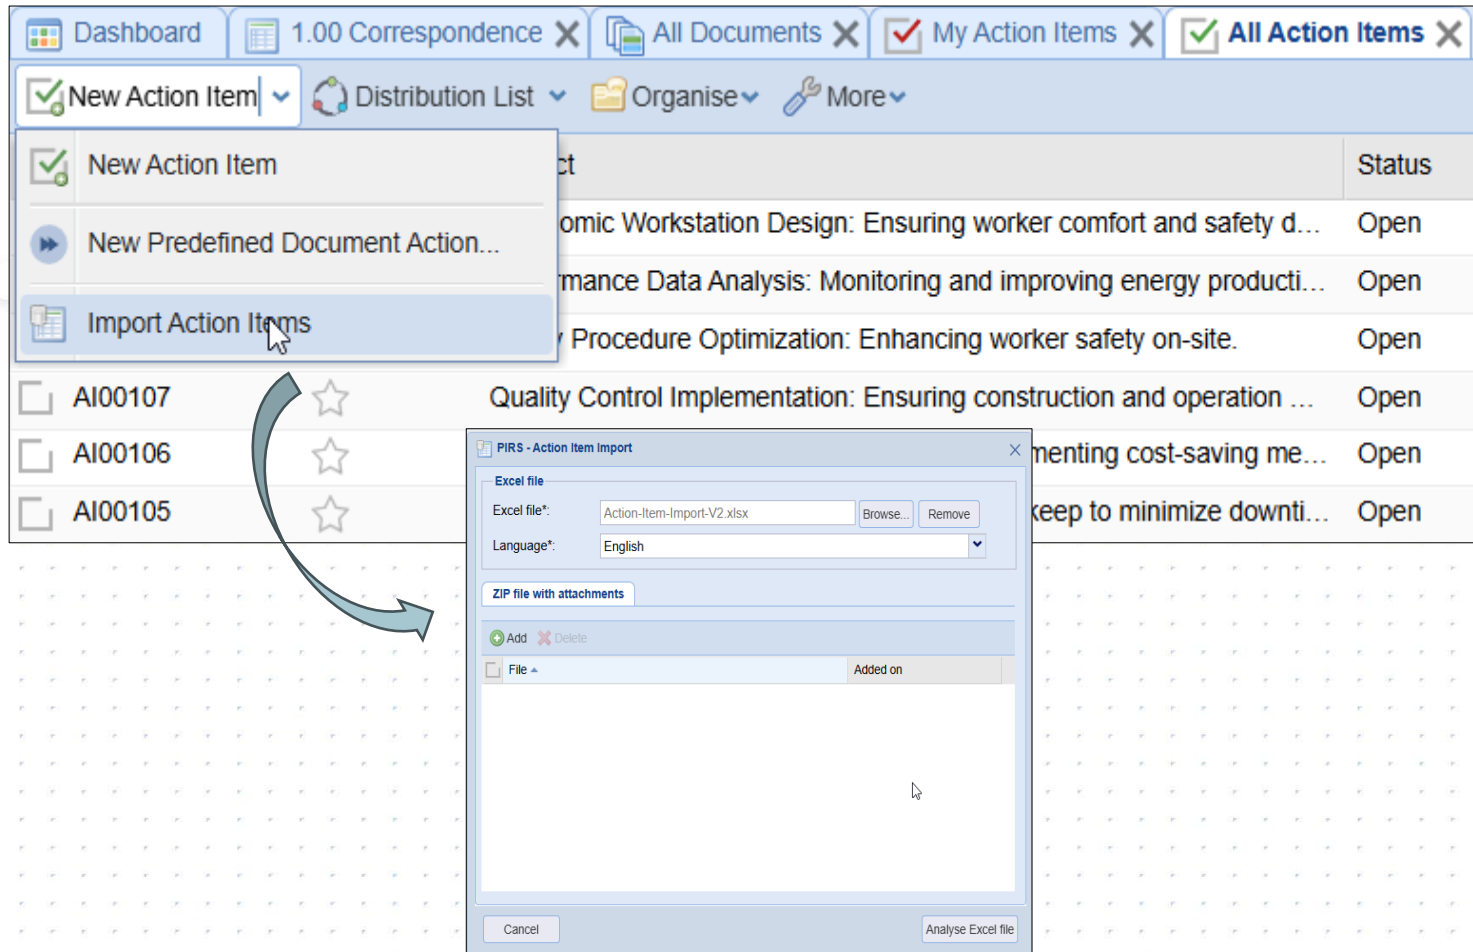 Dashboard 1.00 Correspondence All Documents My Action Items All Action Items
New Action Item Distribution List Organise More
New Action Item
New Predefined Document Action...
Import Action Items
ct Status
omic Workstation Design: Ensuring worker comfort and safety d... Open
mance Data Analysis: Monitoring and improving energy producti... Open
Procedure Optimization: Enhancing worker safety on-site. Open
AI00107 Quality Control Implementation: Ensuring construction and operation ... Open
AI00106 menting cost-saving me... Open
AI00105 keep to minimize downti... Open
PIRS - Action Item Import
Excel file
Excel file*: Action-Item-Import-V2.xlsx Browse... Remove
Language*: English
ZIP file with attachments
Add Delete
File Added on
Cancel Analyse Excel file